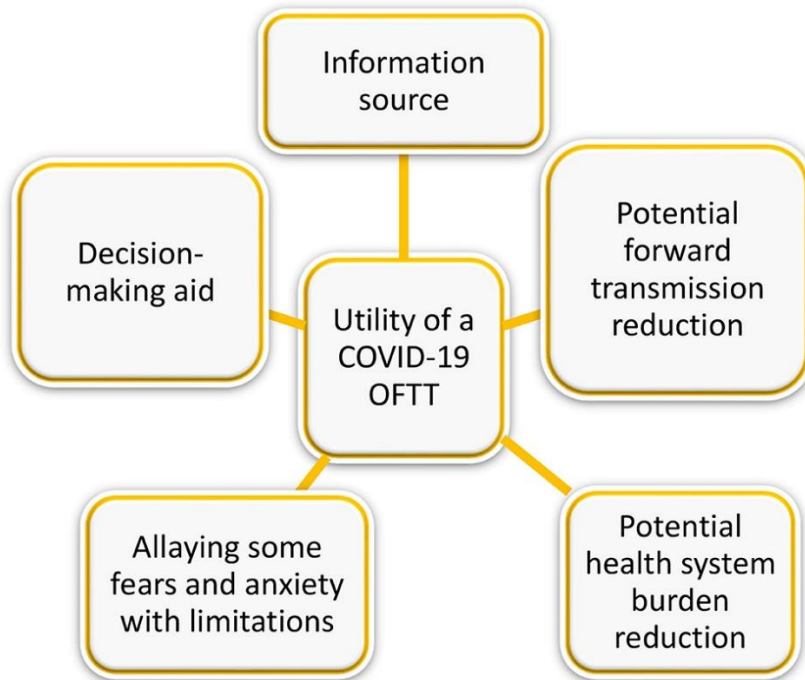 Information
source
Decision-
making aid
Potential
forward
transmission
reduction
Utility of a
COVID-19
OFTT
Allaying some
fears and anxiety
with limitations
Potential
health system
burden
reduction